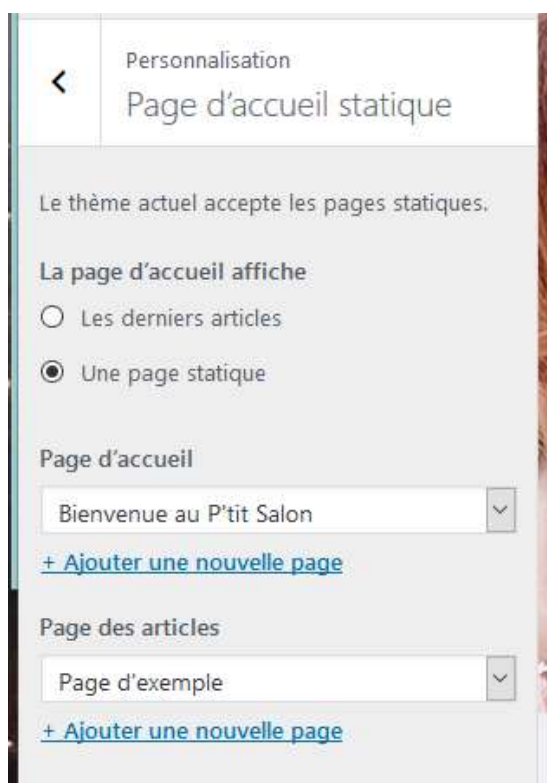 Personnalisation
Page d’accueil statique
Le thème actuel accepte les pages statiques.
La page d’accueil affiche
Les derniers articles
Une page statique
Page d’accueil
Bienvenue au P'tit Salon
+ Ajouter une nouvelle page
Page des articles
Page d'exemple
+ Ajouter une nouvelle page